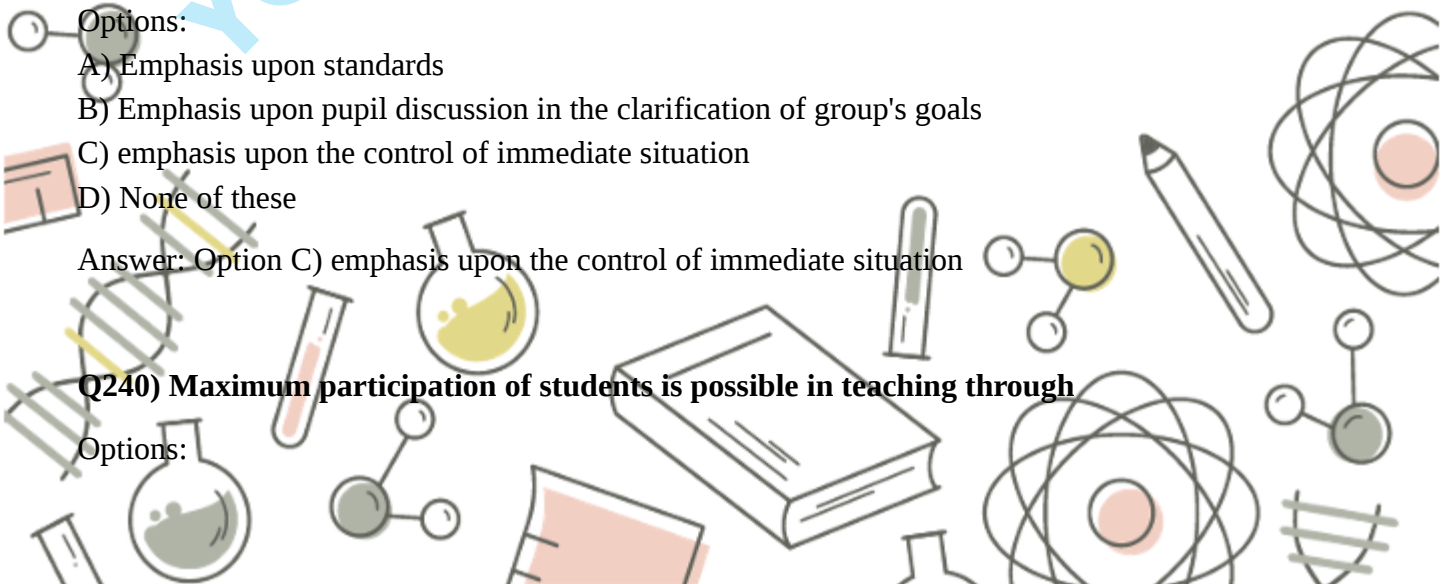 Options:
A) Emphasis upon standards
B) Emphasis upon pupil discussion in the clarification of group's goals
C) emphasis upon the control of immediate situation
D) None of these
Answer: Option C) emphasis upon the control of immediate situation
Q240) Maximum participation of students is possible in teaching through
Options: